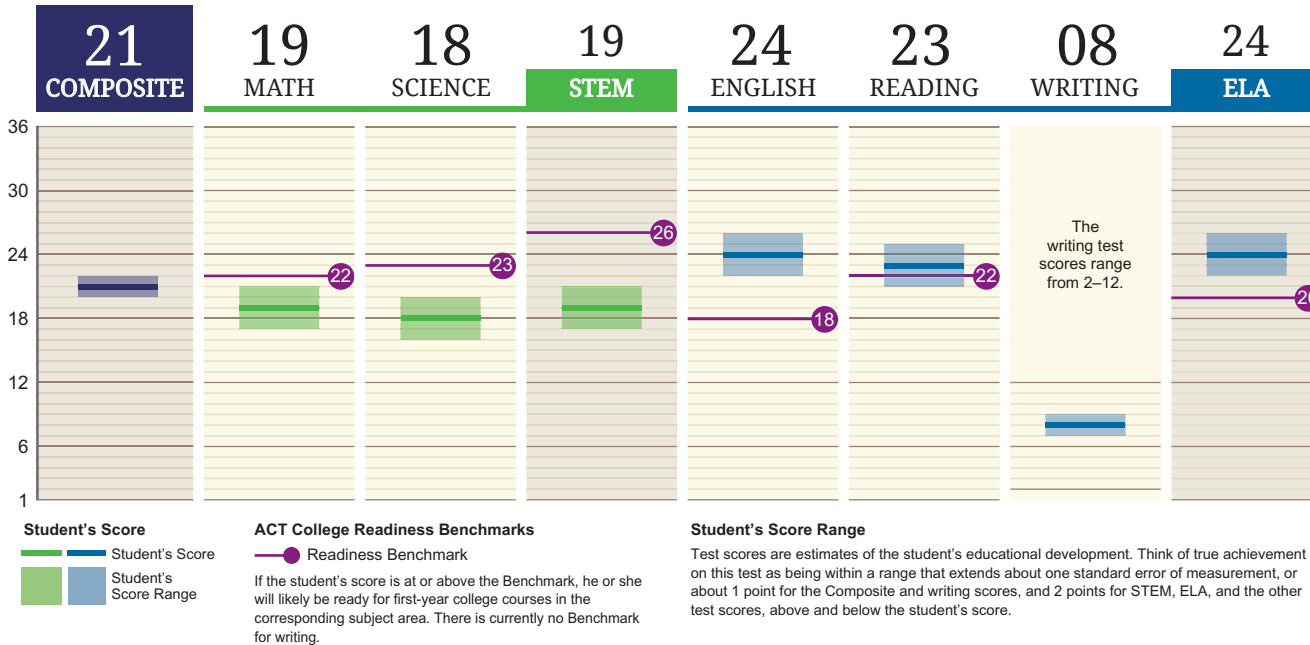 21 19 18 19 24 23 08 24
COMPOSITE MATH SCIENCE STEM ENGLISH READING WRITING ELA
36
30
24
18
12
6
1
22
23
26
18
22
The
writing test
scores range
from 2–12.
Student's Score
Student's Score
Student's
Score Range
ACT College Readiness Benchmarks
Readiness Benchmark
If the student's score is at or above the Benchmark, he or she
will likely be ready for first-year college courses in the
corresponding subject area. There is currently no Benchmark
for writing.
Student's Score Range
Test scores are estimates of the student's educational development. Think of true achievement
on this test as being within a range that extends about one standard error of measurement, or
about 1 point for the Composite and writing scores, and 2 points for STEM, ELA, and the other
test scores, above and below the student's score.